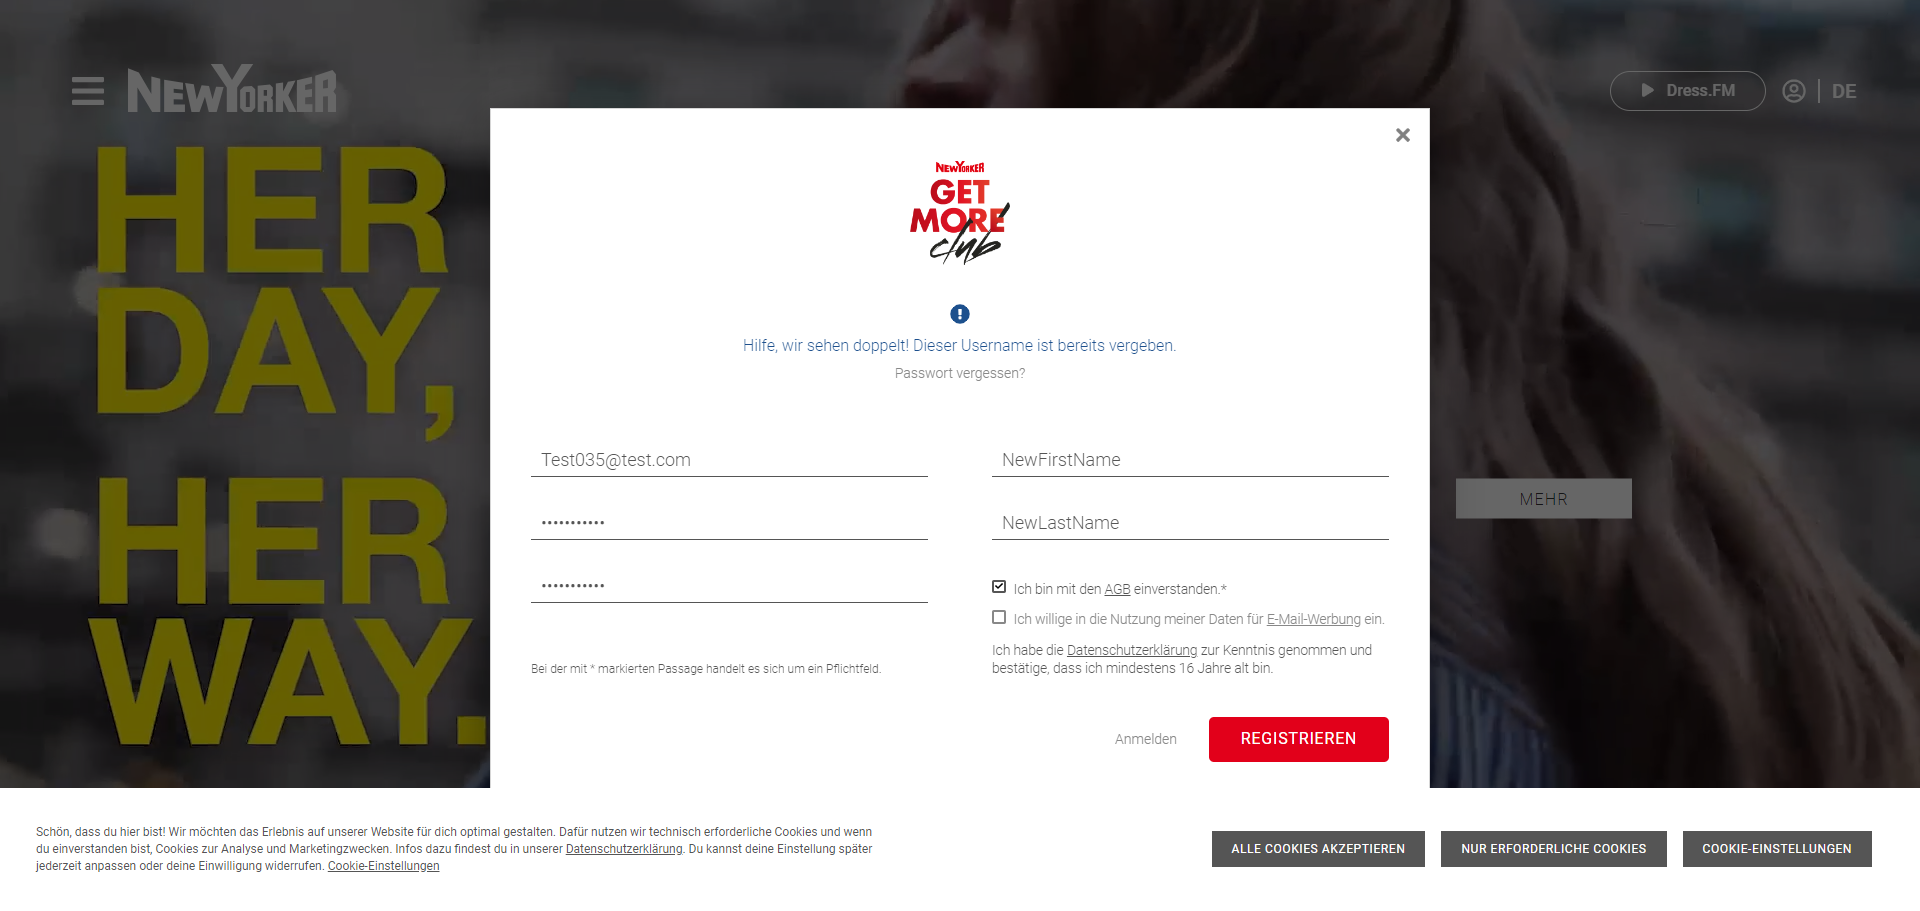 NEWYORKER
Dress.FM
DE
HER
DAY,
HER
WAY.
MEHR
NEWYORKER
GET
MORE
club
Hilfe, wir sehen doppelt! Dieser Username ist bereits vergeben.
Passwort vergessen?
Test035@test.com
NewFirstName
NewLastName
Ich bin mit den AGB einverstanden.*
Ich willige in die Nutzung meiner Daten für E-Mail-Werbung ein.
Ich habe die Datenschutzerklärung zur Kenntnis genommen und
bestätige, dass ich mindestens 16 Jahre alt bin.
Bei der mit * markierten Passage handelt es sich um ein Pflichtfeld.
Anmelden
REGISTRIEREN
Schön, dass du hier bist! Wir möchten das Erlebnis auf unserer Website für dich optimal gestalten. Dafür nutzen wir technisch erforderliche Cookies und wenn
du einverstanden bist, Cookies zur Analyse und Marketingzwecken. Infos dazu findest du in unserer Datenschutzerklärung. Du kannst deine Einstellung später
jederzeit anpassen oder deine Einwilligung widerrufen. Cookie-Einstellungen
ALLE COOKIES AKZEPTIEREN
NUR ERFORDERLICHE COOKIES
COOKIE-EINSTELLUNGEN